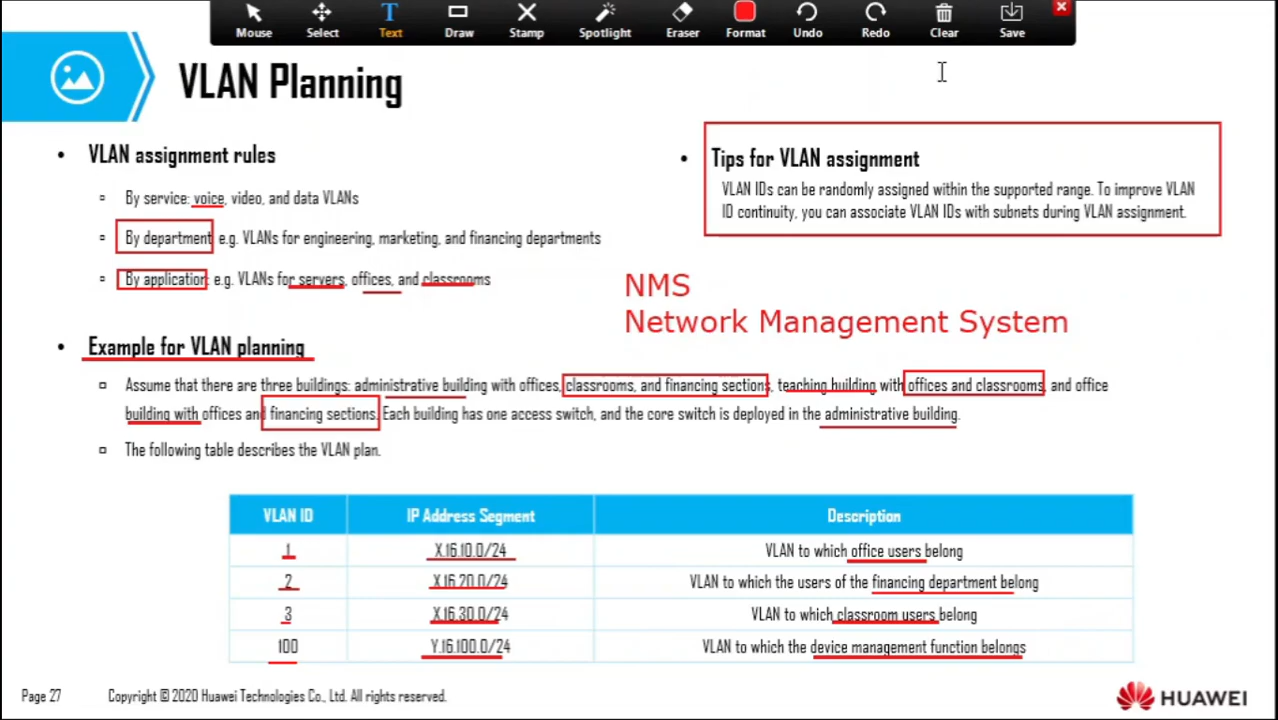 Mouse Select Text Draw Stamp Spotlight Eraser Format Undo Redo Clear Save
VLAN Planning
• VLAN assignment rules
▫ By service: voice, video, and data VLANs
▫ By department: e.g. VLANs for engineering, marketing, and financing departments
▫ By application: e.g. VLANs for servers, offices, and classrooms
• Tips for VLAN assignment
VLAN IDs can be randomly assigned within the supported range. To improve VLAN
ID continuity, you can associate VLAN IDs with subnets during VLAN assignment.
NMS
Network Management System
• Example for VLAN planning
▫ Assume that there are three buildings: administrative building with offices, classrooms, and financing sections, teaching building with offices and classrooms, and office
building with offices and financing sections. Each building has one access switch, and the core switch is deployed in the administrative building.
▫ The following table describes the VLAN plan.
VLAN ID IP Address Segment Description
1 X.16.10.0/24 VLAN to which office users belong
2 X.16.20.0/24 VLAN to which the users of the financing department belong
3 X.16.30.0/24 VLAN to which classroom users belong
100 Y.16.100.0/24 VLAN to which the device management function belongs
Page 27 Copyright © 2020 Huawei Technologies Co., Ltd. All rights reserved.
HUAWEI